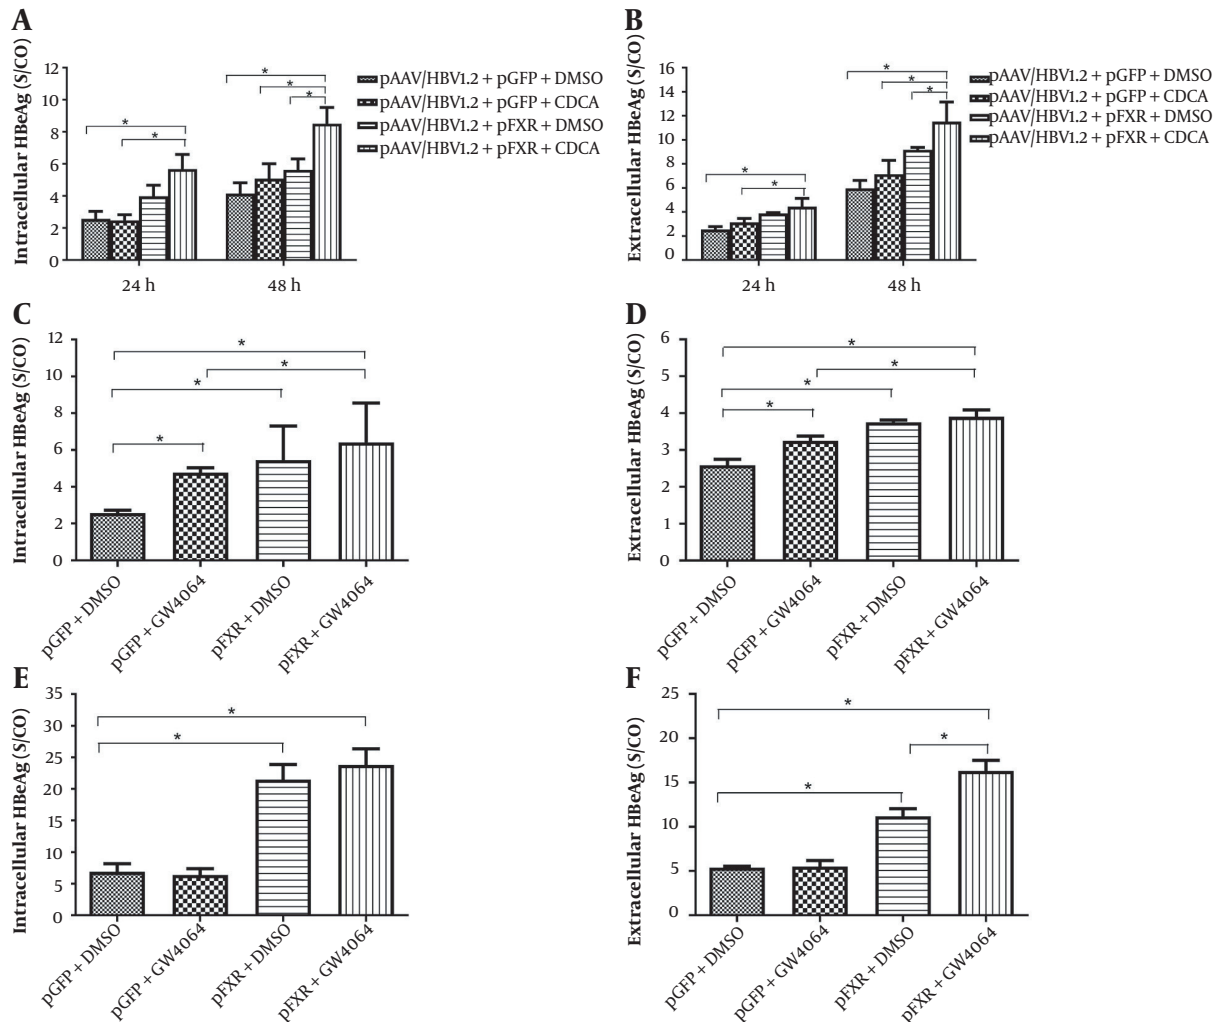 A
Intracellular HBeAg (S/CO)
12
10
8
6
4
2
0
* * * * *
24 h 48 h
pAAV/HBV1.2 + pGFP + DMSO
pAAV/HBV1.2 + pGFP + CDCA
pAAV/HBV1.2 + pFXR + DMSO
pAAV/HBV1.2 + pFXR + CDCA
B
Extracellular HBeAg (S/CO)
16
14
12
10
8
6
4
2
0
* * * * *
24 h 48 h
pAAV/HBV1.2 + pGFP + DMSO
pAAV/HBV1.2 + pGFP + CDCA
pAAV/HBV1.2 + pFXR + DMSO
pAAV/HBV1.2 + pFXR + CDCA
C
Intracellular HBeAg (S/CO)
12
10
8
6
4
2
0
* * * *
pGFP + DMSO
pGFP + GW4064
pFXR + DMSO
pFXR + GW4064
D
Extracellular HBeAg (S/CO)
6
5
4
3
2
1
0
* * * *
pGFP + DMSO
pGFP + GW4064
pFXR + DMSO
pFXR + GW4064
E
Intracellular HBeAg (S/CO)
35
30
25
20
15
10
5
0
* *
pGFP + DMSO
pGFP + GW4064
pFXR + DMSO
pFXR + GW4064
F
Extracellular HBeAg (S/CO)
25
20
15
10
5
0
* * *
pGFP + DMSO
pGFP + GW4064
pFXR + DMSO
pFXR + GW4064